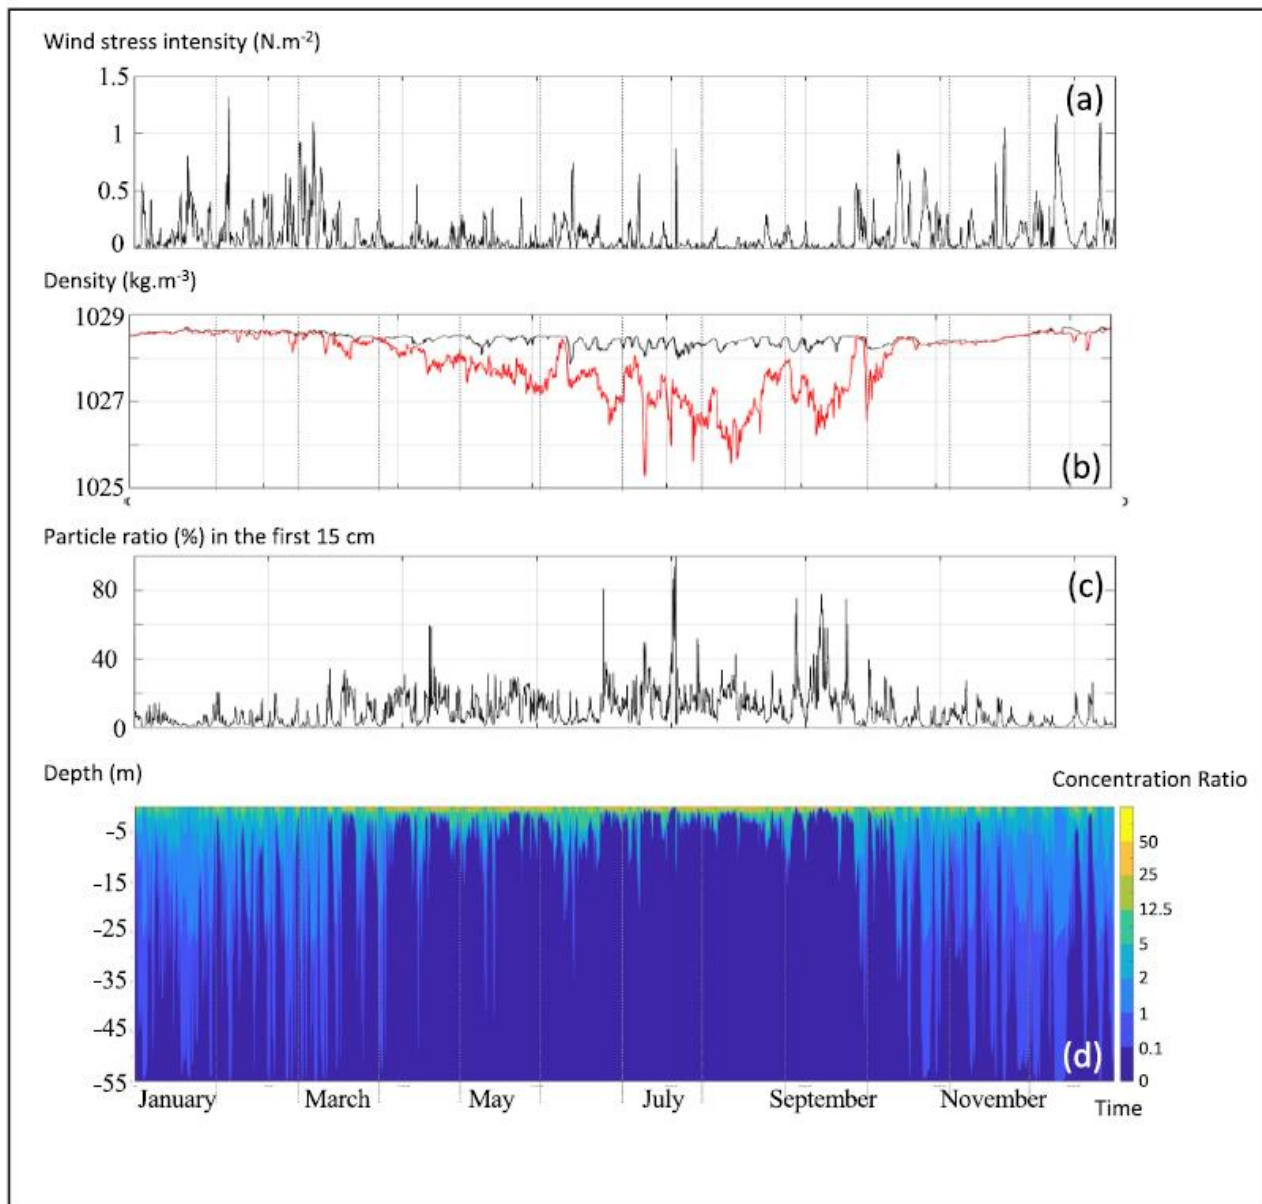 Wind stress intensity (N.m-2)
1.5
(a)
1
0.5
0
Density (kg.m-3)
1029
1027
(b)
1025
Particle ratio (%) in the first 15 cm
80
(c)
40
0
Depth (m)
Concentration Ratio
-5
50
-15
25
12.5
-25
5
-35
2
1
-45
0.1
(d)
-55
0
January March May July September November Time